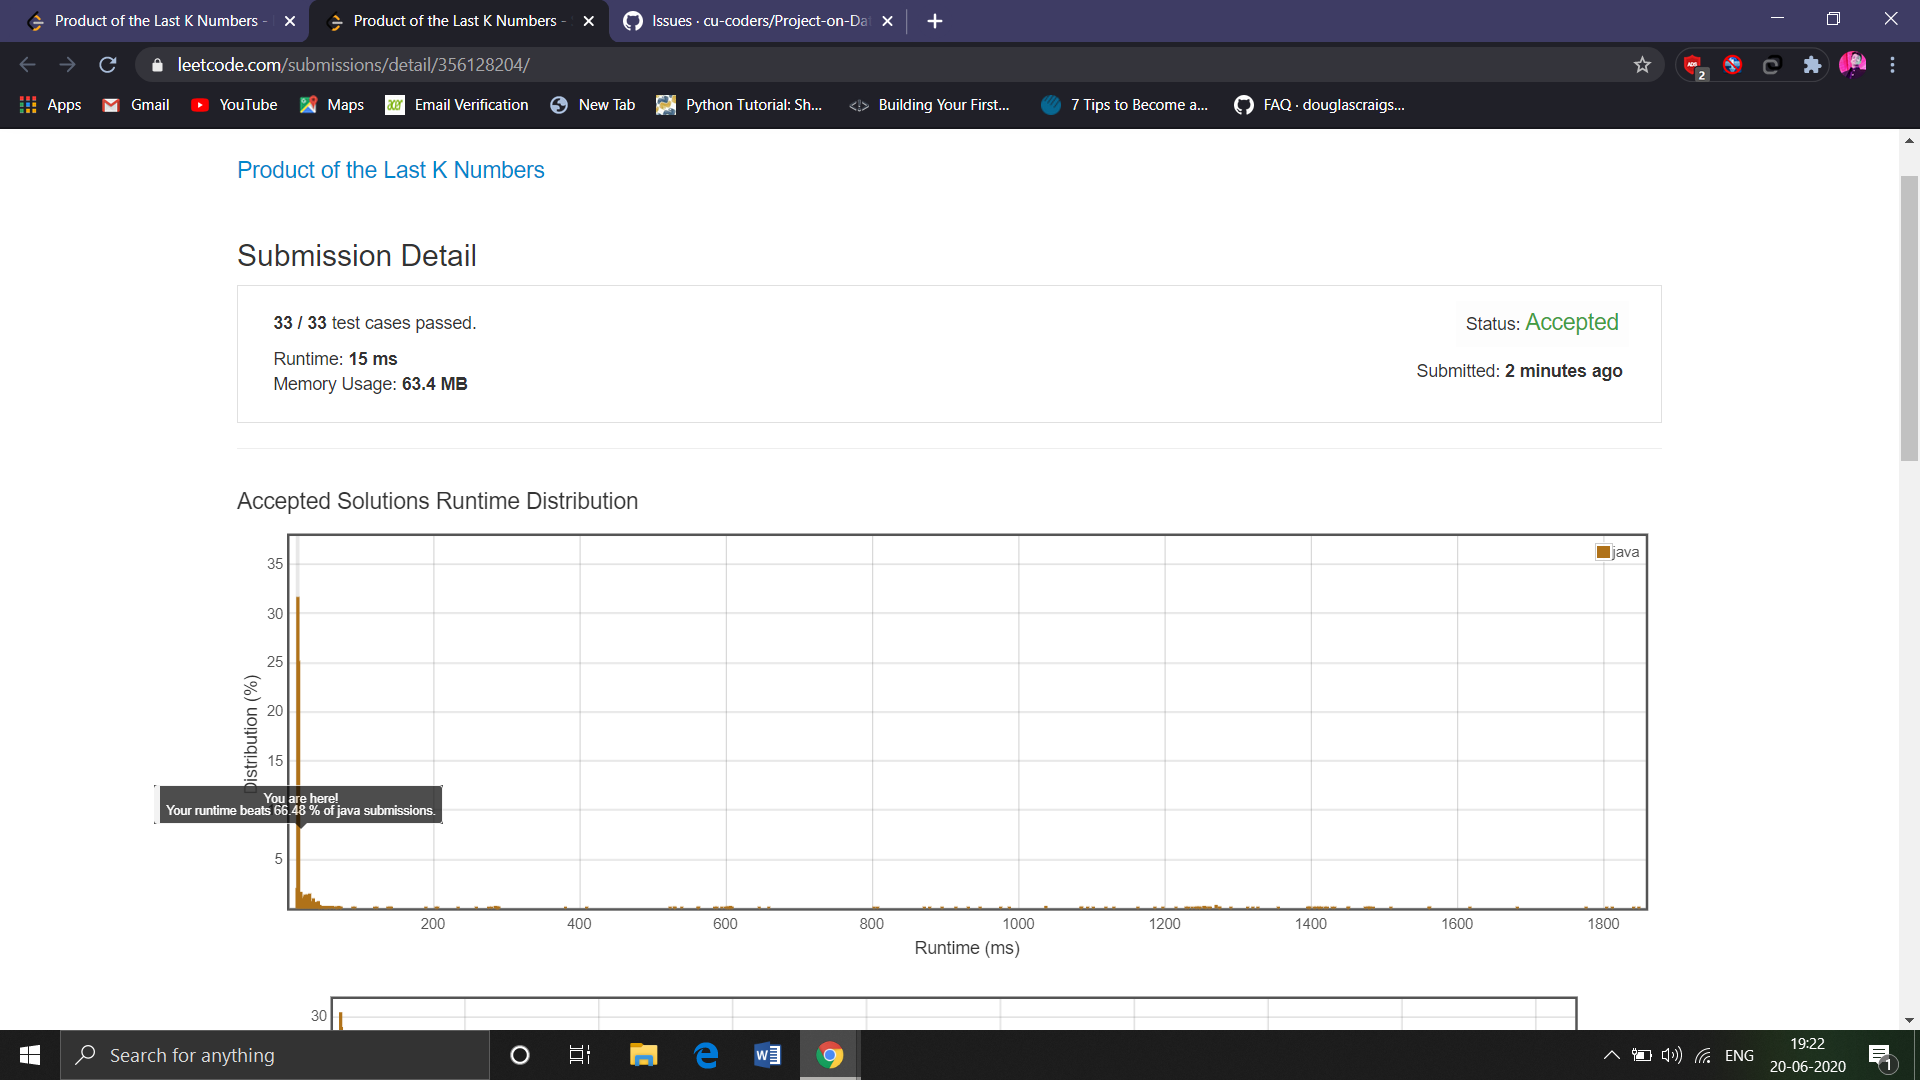 Product of the Last K Numbers -
Product of the Last K Numbers -
Issues · cu-coders/Project-on-Dat
leetcode.com/submissions/detail/356128204/
2
Apps
Gmail
YouTube
Maps
acer
Email Verification
New Tab
Python Tutorial: Sh...
Building Your First...
7 Tips to Become a...
FAQ · douglascraigs...
Product of the Last K Numbers
Submission Detail
33 / 33 test cases passed.
Status: Accepted
Runtime: 15 ms
Submitted: 2 minutes ago
Memory Usage: 63.4 MB
Accepted Solutions Runtime Distribution
java
35
30
25
20
15
5
Distribution (%)
You are here!
Your runtime beats 66.48 % of java submissions.
200
400
600
800
1000
1200
1400
1600
1800
Runtime (ms)
30
Search for anything
ENG
19:22
20-06-2020
1